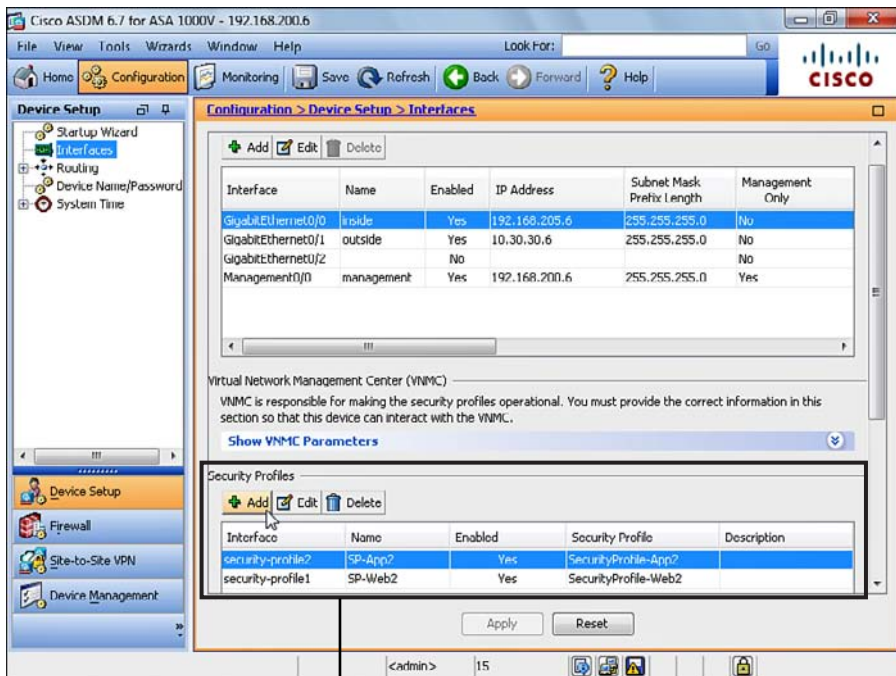 Cisco ASDM 6.7 for ASA 1000V - 192.168.200.6
File View Tools Wizards Window Help Look For: Go
Home Configuration Monitoring Save Refresh Back Forward Help
CISCO
Device Setup
Startup Wizard
Interfaces
Routing
Device Name/Password
System Time
Device Setup
Firewall
Site-to-Site VPN
Device Management
Configuration > Device Setup > Interfaces
Add Edit Delete
Interface Name Enabled IP Address Subnet Mask Prefix Length Management Only
GigabitEthernet0/0 inside Yes 192.168.205.6 255.255.255.0 No
GigabitEthernet0/1 outside Yes 10.30.30.6 255.255.255.0 No
GigabitEthernet0/2 No No
Management0/0 management Yes 192.168.200.6 255.255.255.0 Yes
Virtual Network Management Center (VNMC)
VNMC is responsible for making the security profiles operational. You must provide the correct information in this
section so that this device can interact with the VNMC.
Show VNMC Parameters
Security Profiles
Add Edit Delete
Interface Name Enabled Security Profile Description
security-profile2 SP-App2 Yes SecurityProfile-App2
security-profile1 SP-Web2 Yes SecurityProfile-Web2
Apply Reset
<admin> 15